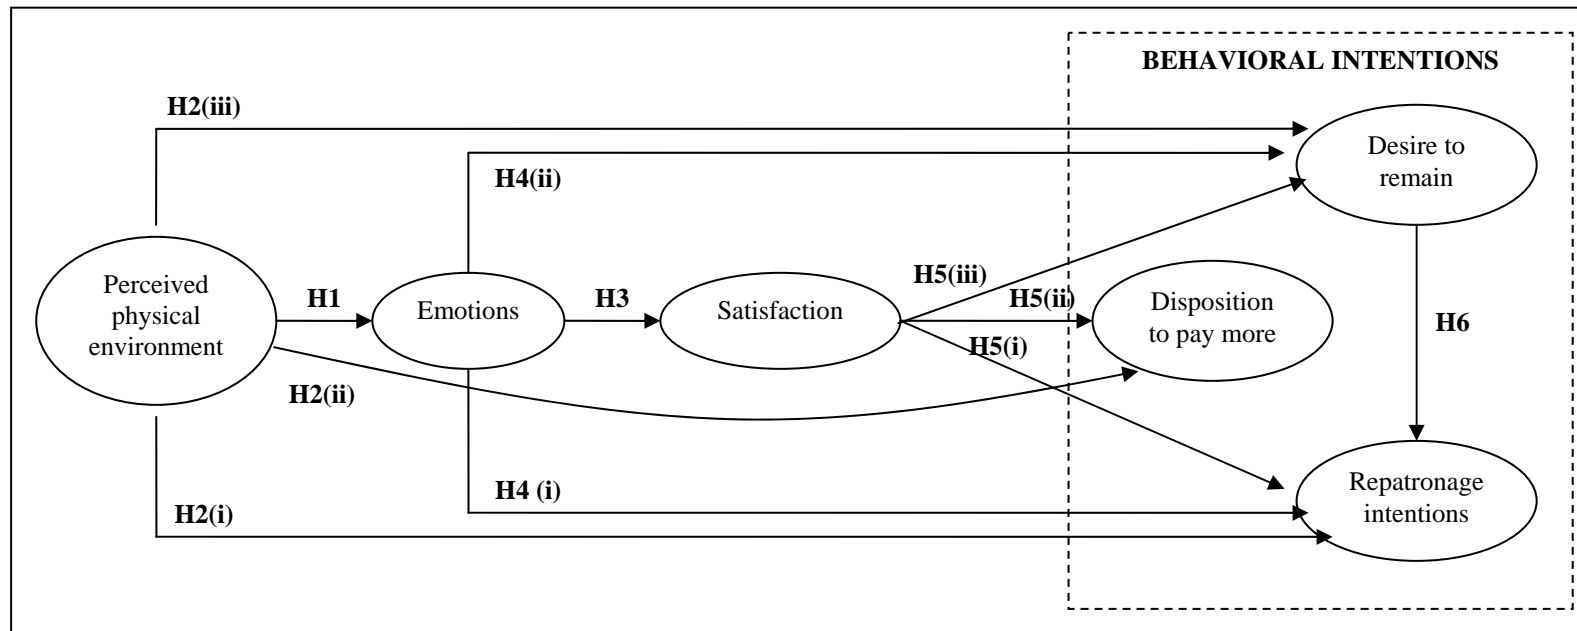 BEHAVIORAL INTENTIONS
H2(iii)
Desire to
remain
H4(ii)
Perceived
physical
environment
H1
Emotions
H3
Satisfaction
H5(iii)
H5(ii)
Disposition
to pay more
H6
H5(i)
H2(ii)
H4 (i)
Repatronage
intentions
H2(i)